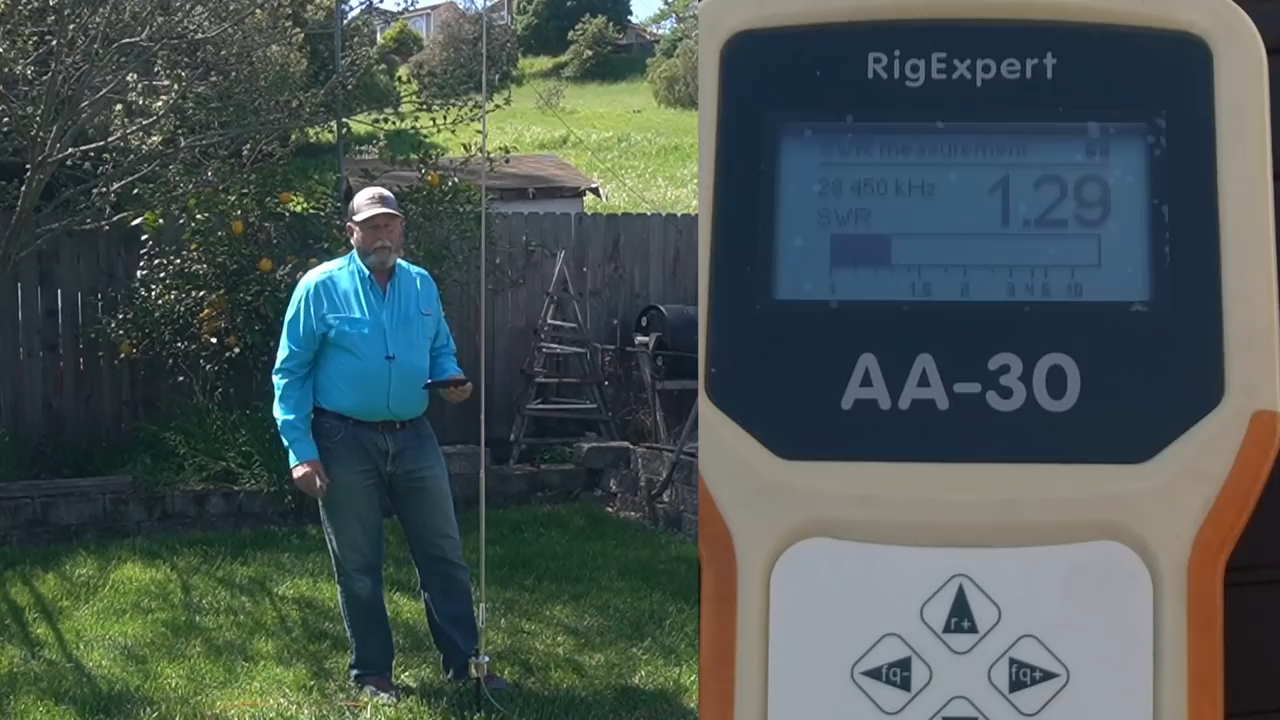 RigExpert
SWR measurement
28 450 kHz
1.29
SWR
1 1.5 2 3 4 5 10
AA-30
r+
fq-
fq+